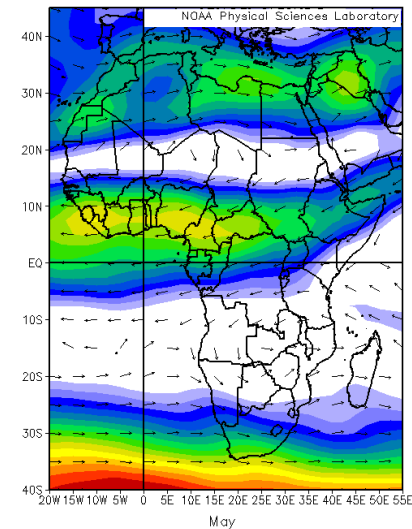 NOAA Physical Sciences Laboratory
40N
30N
20N
10N
EQ
10S
20S
30S
40S
20W 15W 10W 5W 0 5E 10E 15E 20E 25E 30E 35E 40E 45E 50E 55E
May